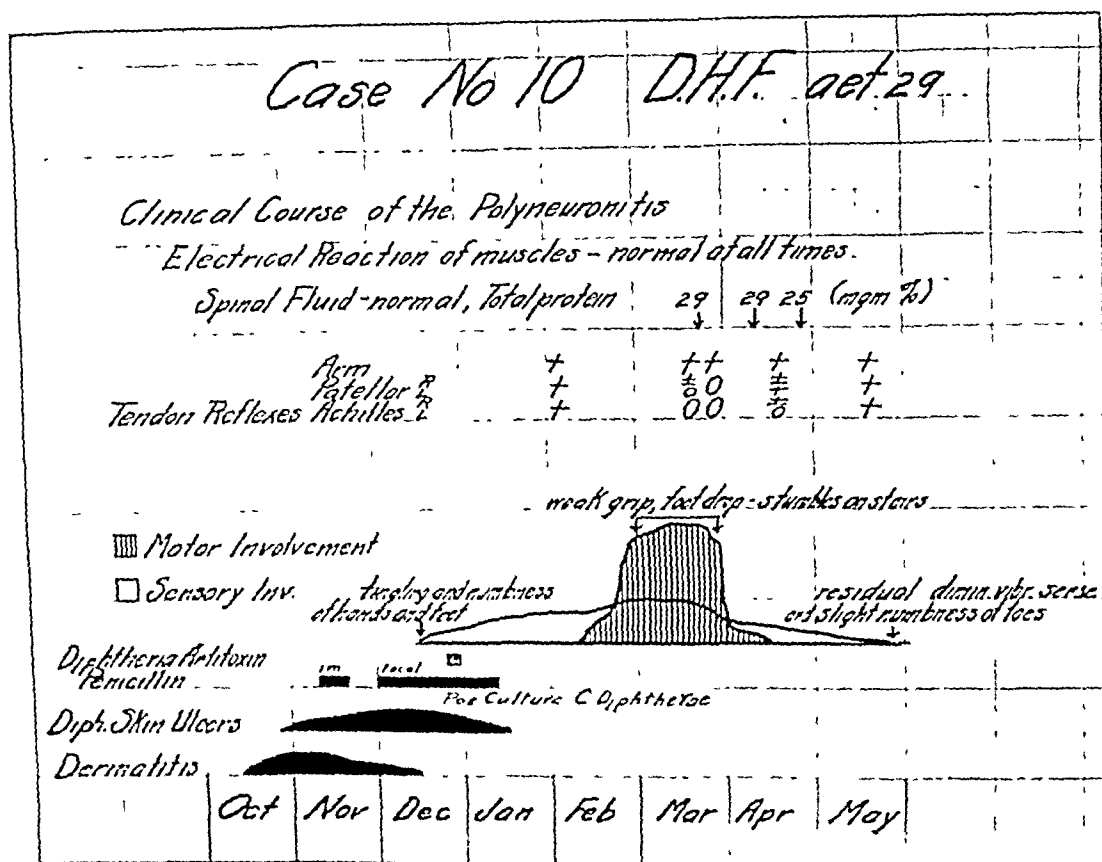 Case No 10 D.H.F. aet. 29
Clinical Course of the Polyneuronitis
Electrical Reaction of muscles - normal at all times.
Spinal Fluid - normal, Total protein 29 29 25 (mgm %)
Arm + ++ + +
Patellar R L + ± 0 0 ± + +
Tendon Reflexes Achilles R L + 00 ± 0 +
weak grip, foot drop - stumbles on stairs
Motor Involvement
Sensory Inv.
tingling and numbness
of hands and feet
residual dimin. vibr. sense
and slight numbness of toes
Diphtheria Antitoxin
Penicillin im local
Pos Culture C Diphtheriae
Diph. Skin Ulcers
Dermatitis
Oct Nov Dec Jan Feb Mar Apr May